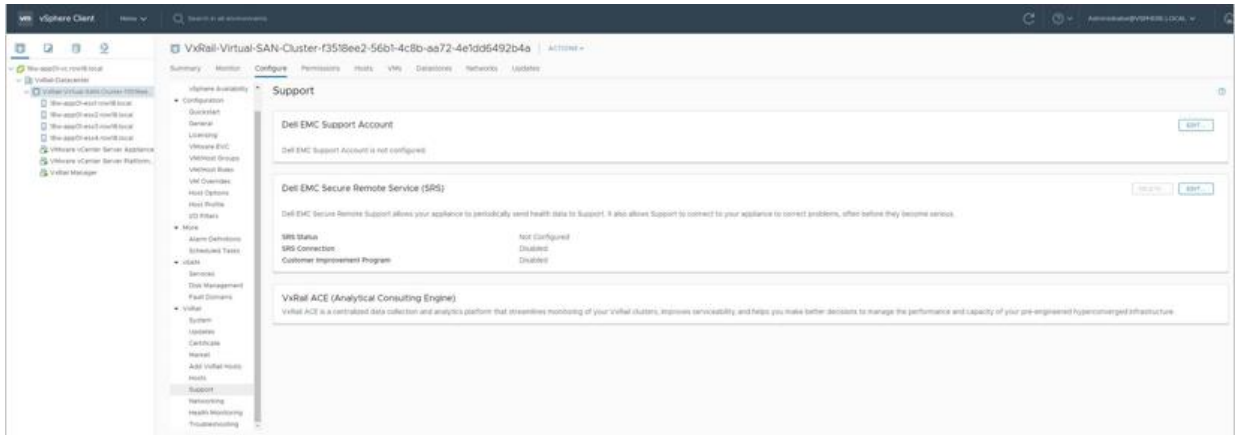 vm vSphere Client Home Search in all environments Administrator@VSPHERE.LOCAL
VxRail-Virtual-SAN-Cluster-f3518ee2-56b1-4c8b-aa72-4e1dd6492b4a ACTIONS
Summary Monitor Configure Permissions Hosts VMs Datastores Networks Updates
VxRail-Datacenter
VMware vCenter Server Appliance
VMware vCenter Server Platform...
VxRail Manager
vSphere Availability
Configuration
Quickstart
General
Licensing
VMware EVC
VM/Host Groups
VM/Host Rules
VM Overrides
Host Options
Host Profile
I/O Filters
More
Alarm Definitions
Scheduled Tasks
vSAN
Services
Disk Management
Fault Domains
VxRail
System
Updates
Certificate
Market
Add VxRail Hosts
Hosts
Support
Networking
Health Monitoring
Troubleshooting
Support
Dell EMC Support Account EDIT...
Dell EMC Support Account is not configured.
Dell EMC Secure Remote Service (SRS) DELETE... EDIT...
Dell EMC Secure Remote Support allows your appliance to periodically send health data to Support. It also allows Support to connect to your appliance to correct problems, often before they become serious.
SRS Status Not Configured
SRS Connection Disabled
Customer Improvement Program Disabled
VxRail ACE (Analytical Consulting Engine)
VxRail ACE is a centralized data collection and analytics platform that streamlines monitoring of your VxRail clusters, improves serviceability, and helps you make better decisions to manage the performance and capacity of your pre-engineered hyperconverged infrastructure.